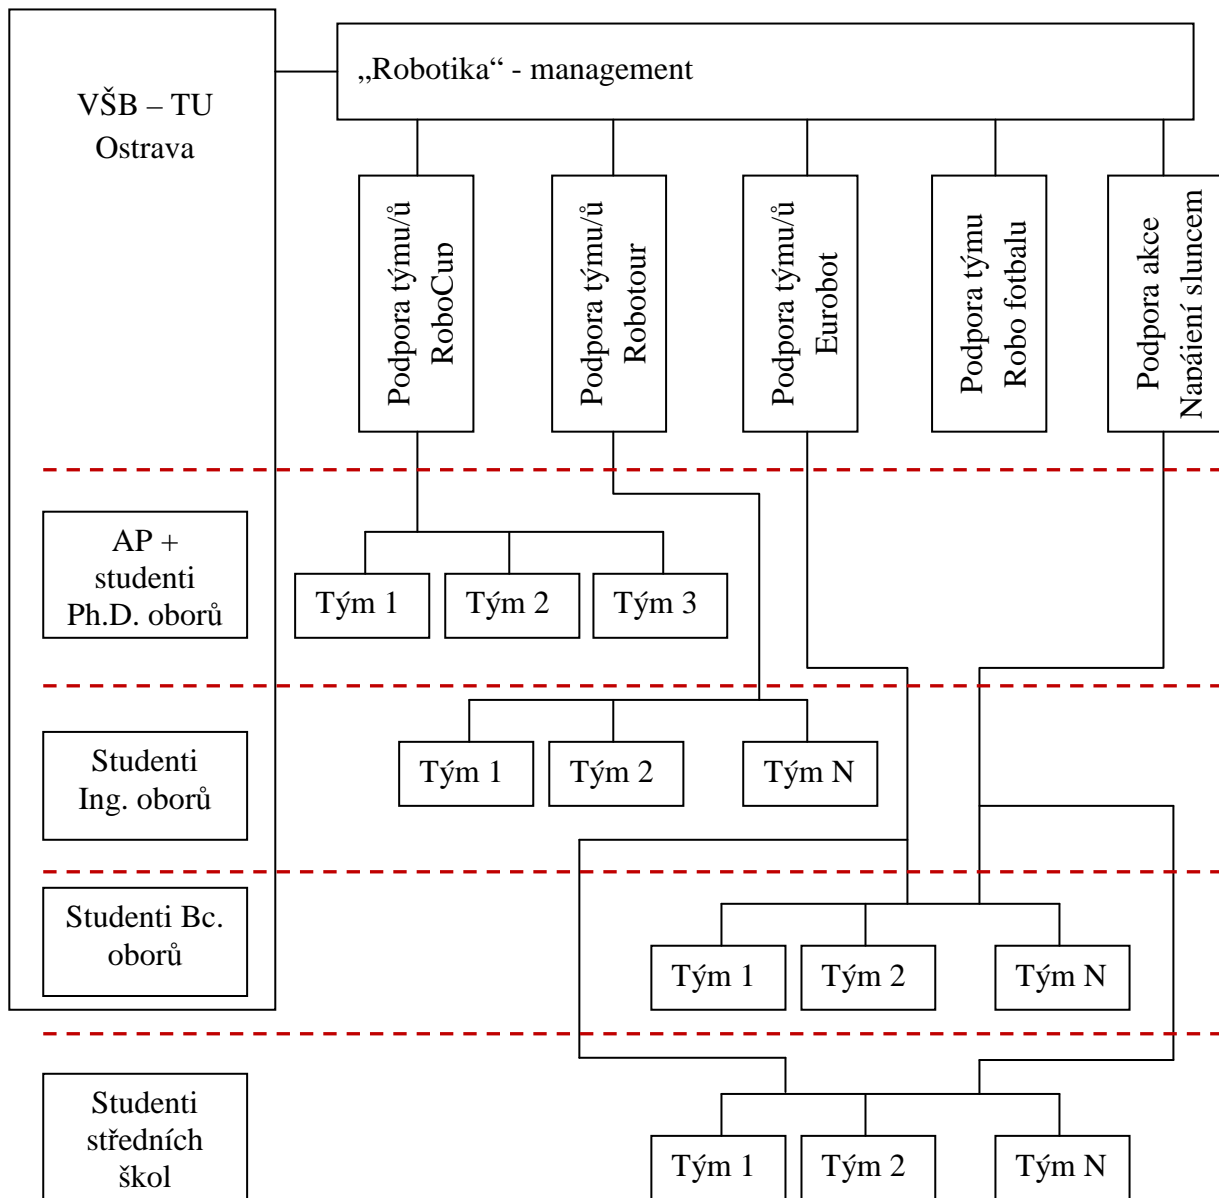 VŠB – TU
Ostrava
„Robotika“ - management
Podpora týmu/ů
RoboCup
Podpora týmu/ů
Robotour
Podpora týmu/ů
Eurobot
Podpora týmu
Robo fotbalu
Podpora akce
Napájení sluncem
AP +
studenti
Ph.D. oborů
Tým 1
Tým 2
Tým 3
Studenti
Ing. oborů
Tým 1
Tým 2
Tým N
Studenti Bc.
oborů
Tým 1
Tým 2
Tým N
Studenti
středních
škol
Tým 1
Tým 2
Tým N